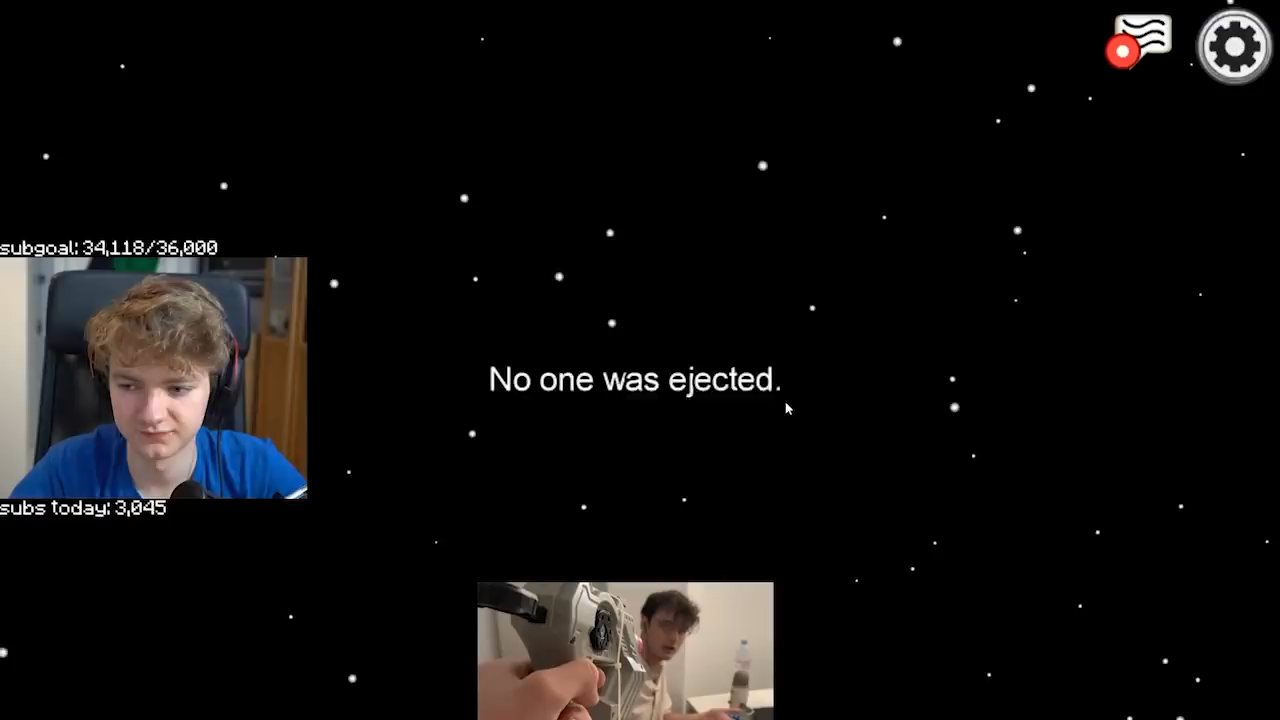 subgoal: 34,118/36,000
No one was ejected.
subs today: 3,045